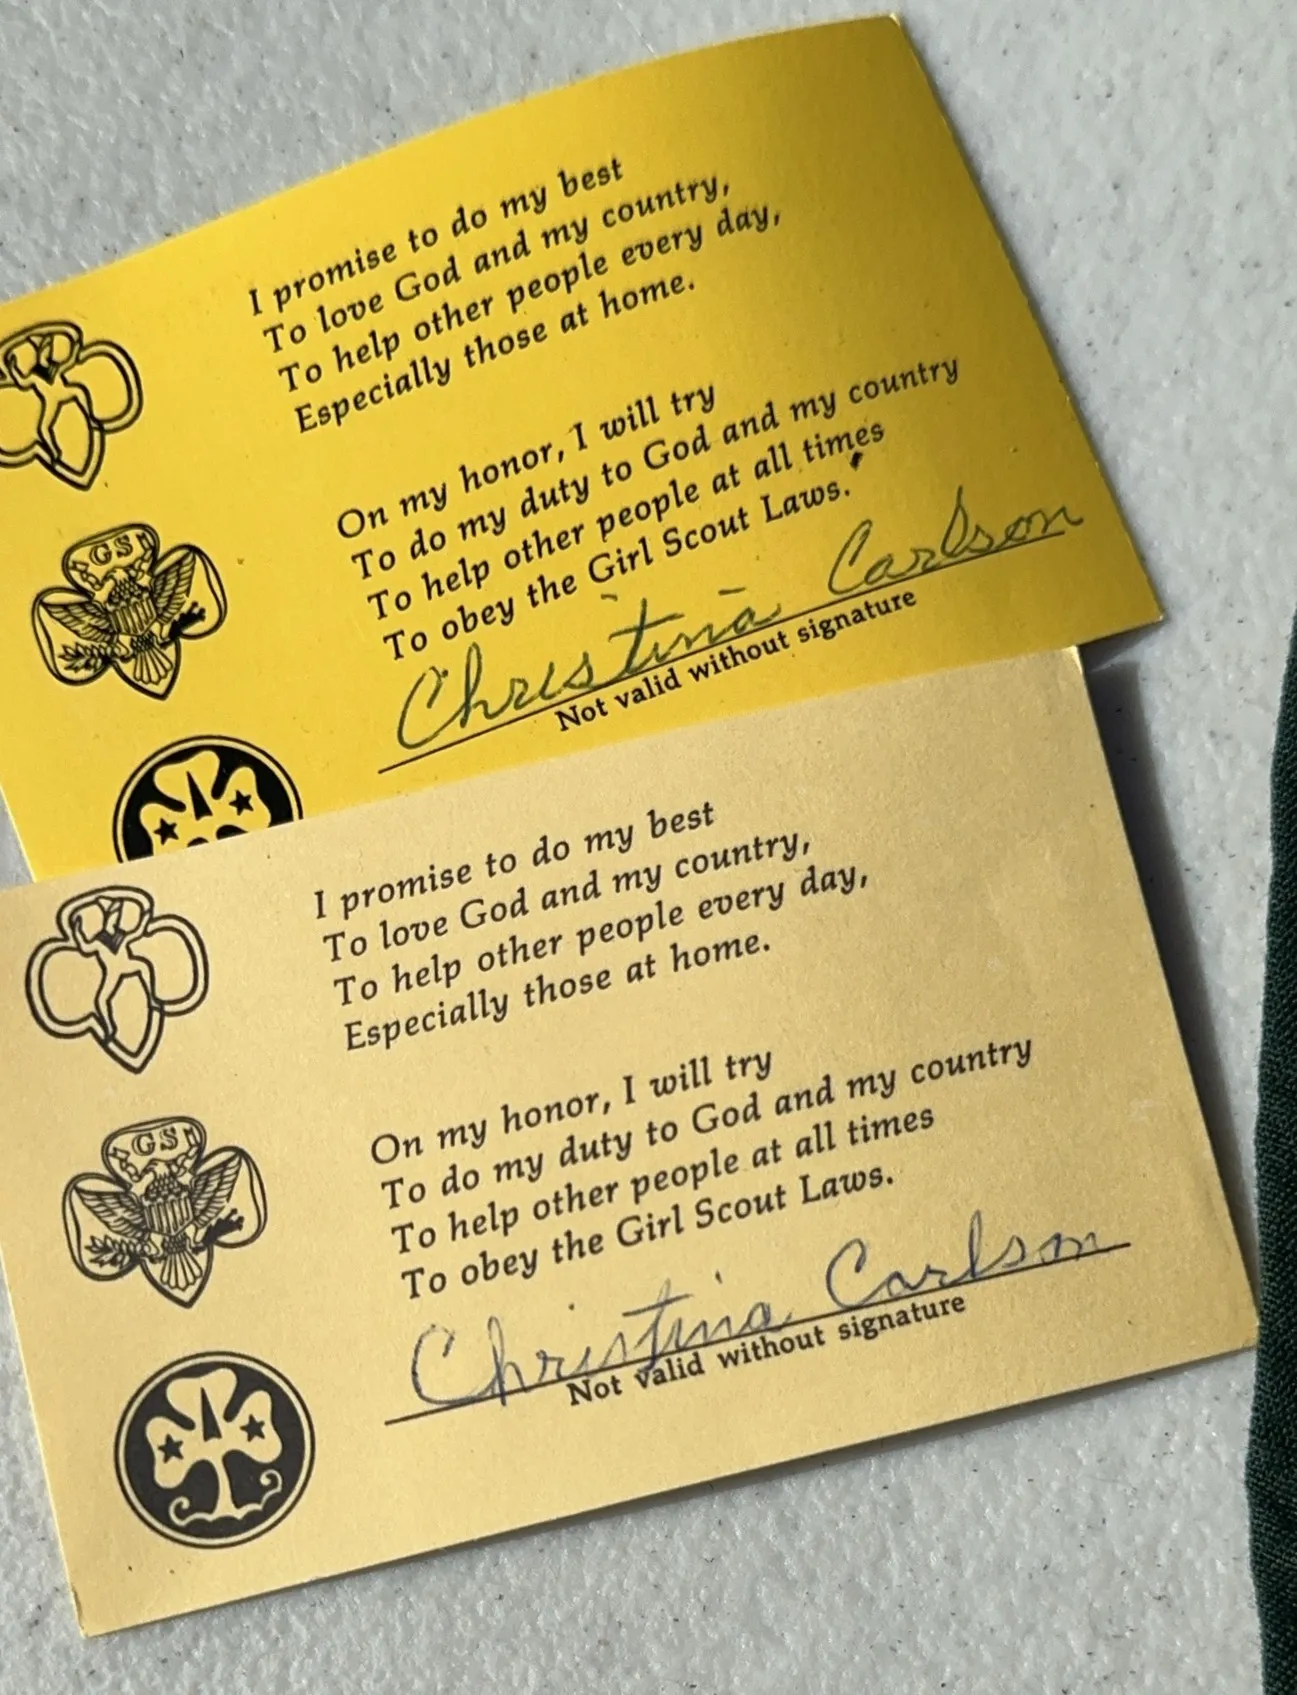 I promise to do my best
To love God and my country,
To help other people every day,
Especially those at home.
On my honor, I will try
To do my duty to God and my country
To help other people at all times
To obey the Girl Scout Laws.
Christina Carlson
Not valid without signature
GS
I promise to do my best
To love God and my country,
To help other people every day,
Especially those at home.
On my honor, I will try
To do my duty to God and my country
To help other people at all times
To obey the Girl Scout Laws.
Christina Carlson
Not valid without signature
GS